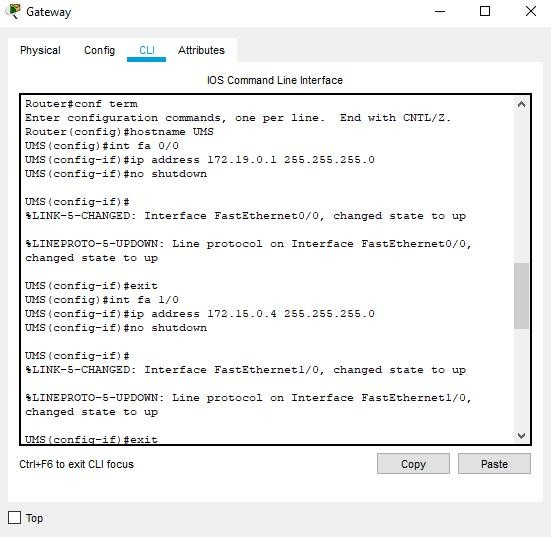 Gateway
Physical Config CLI Attributes
IOS Command Line Interface
Router#conf term
Enter configuration commands, one per line.  End with CNTL/Z.
Router(config)#hostname UMS
UMS(config)#int fa 0/0
UMS(config-if)#ip address 172.19.0.1 255.255.255.0
UMS(config-if)#no shutdown
UMS(config-if)#
%LINK-5-CHANGED: Interface FastEthernet0/0, changed state to up
%LINEPROTO-5-UPDOWN: Line protocol on Interface FastEthernet0/0,
changed state to up
UMS(config-if)#exit
UMS(config)#int fa 1/0
UMS(config-if)#ip address 172.15.0.4 255.255.255.0
UMS(config-if)#no shutdown
UMS(config-if)#
%LINK-5-CHANGED: Interface FastEthernet1/0, changed state to up
%LINEPROTO-5-UPDOWN: Line protocol on Interface FastEthernet1/0,
changed state to up
UMS(config-if)#exit
Ctrl+F6 to exit CLI focus
Copy Paste
Top